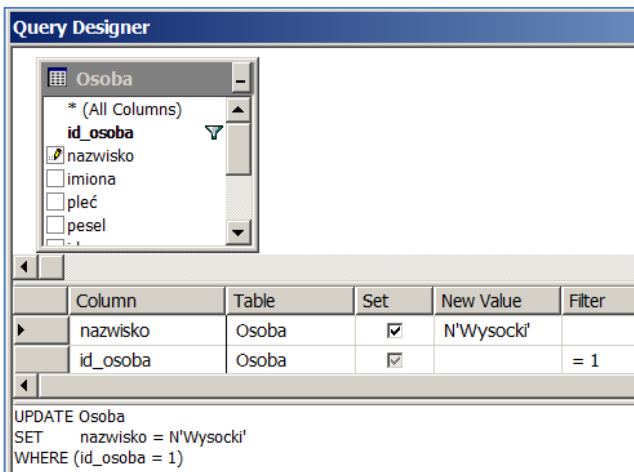 Query Designer
Osoba
* (All Columns)
id_osoba
nazwisko
imiona
pleć
pesel
Column Table Set New Value Filter
nazwisko Osoba N'Wysocki'
id_osoba Osoba = 1
UPDATE Osoba
SET nazwisko = N'Wysocki'
WHERE (id_osoba = 1)